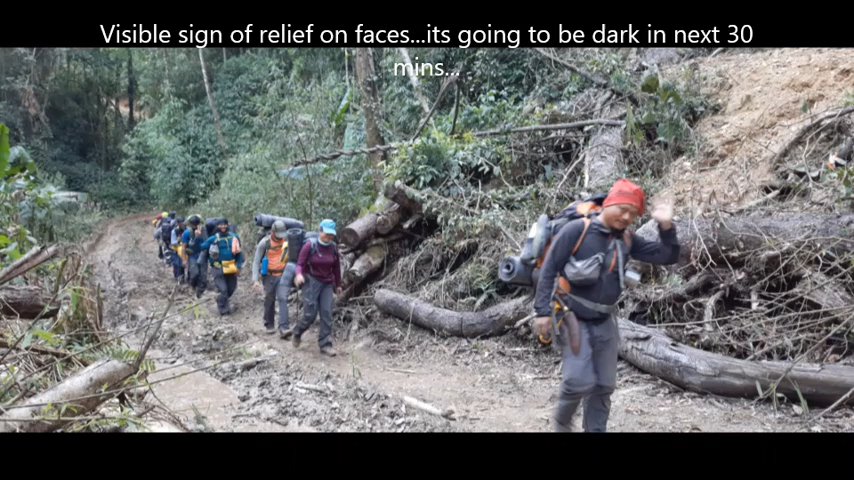 Visible sign of relief on faces...its going to be dark in next 30
mins...